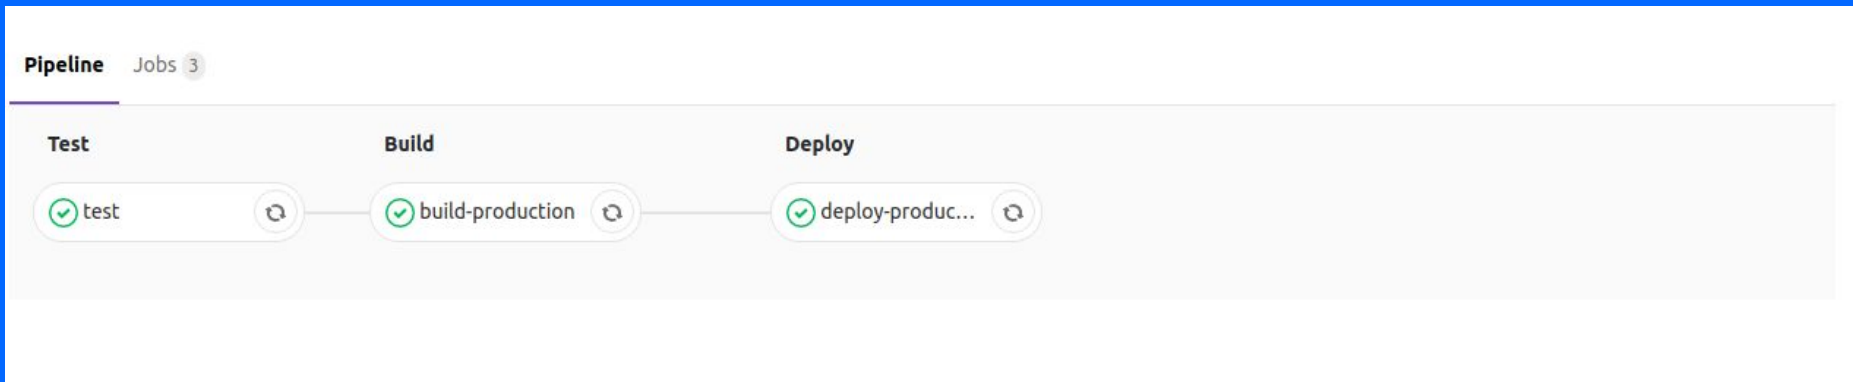 Pipeline Jobs 3
Test Build Deploy
test build-production deploy-produc...